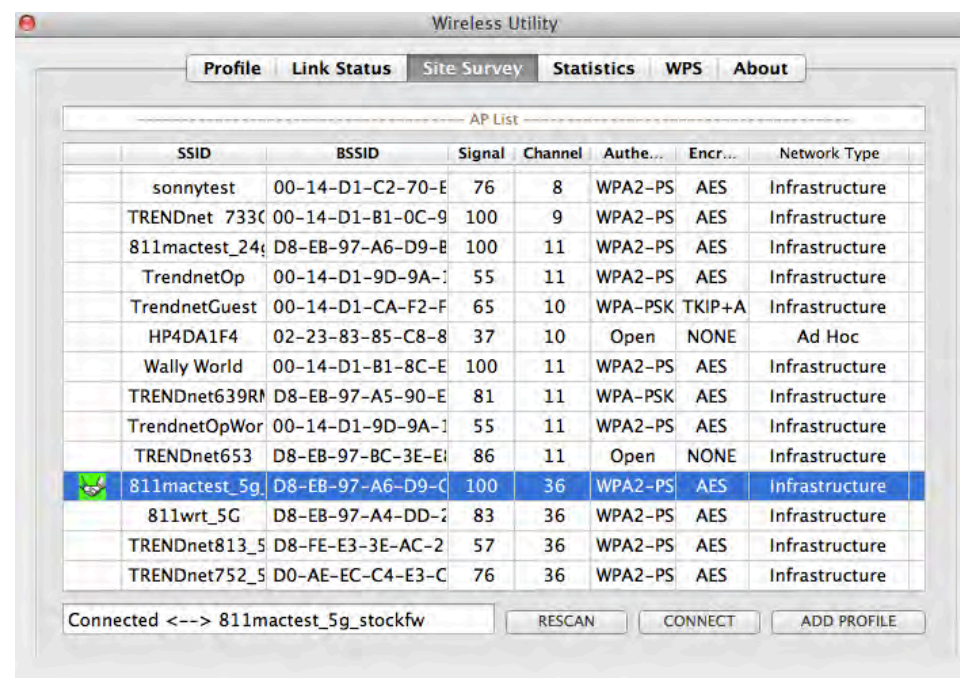 Wireless Utility
Profile Link Status Site Survey Statistics WPS About
AP List
SSID BSSID Signal Channel Authe... Encr... Network Type
sonnytest 00-14-D1-C2-70-E 76 8 WPA2-PS AES Infrastructure
TRENDnet 733 00-14-D1-B1-0C-9 100 9 WPA2-PS AES Infrastructure
811mactest_24 D8-EB-97-A6-D9-B 100 11 WPA2-PS AES Infrastructure
TrendnetOp 00-14-D1-9D-9A- 55 11 WPA2-PS AES Infrastructure
TrendnetGuest 00-14-D1-CA-F2-F 65 10 WPA-PSK TKIP+A Infrastructure
HP4DA1F4 02-23-83-85-C8-8 37 10 Open NONE Ad Hoc
Wally World 00-14-D1-B1-8C-E 100 11 WPA2-PS AES Infrastructure
TRENDnet639R D8-EB-97-A5-90-E 81 11 WPA-PSK AES Infrastructure
TrendnetOpWor 00-14-D1-9D-9A- 55 11 WPA2-PS AES Infrastructure
TRENDnet653 D8-EB-97-BC-3E-E 86 11 Open NONE Infrastructure
811mactest_5g_ D8-EB-97-A6-D9-C 100 36 WPA2-PS AES Infrastructure
811wrt_5G D8-EB-97-A4-DD-2 83 36 WPA2-PS AES Infrastructure
TRENDnet813_5 D8-FE-E3-3E-AC-2 57 36 WPA2-PS AES Infrastructure
TRENDnet752_5 D0-AE-EC-C4-E3-C 76 36 WPA2-PS AES Infrastructure
Connected <--> 811mactest_5g_stockfw RESCAN CONNECT ADD PROFILE